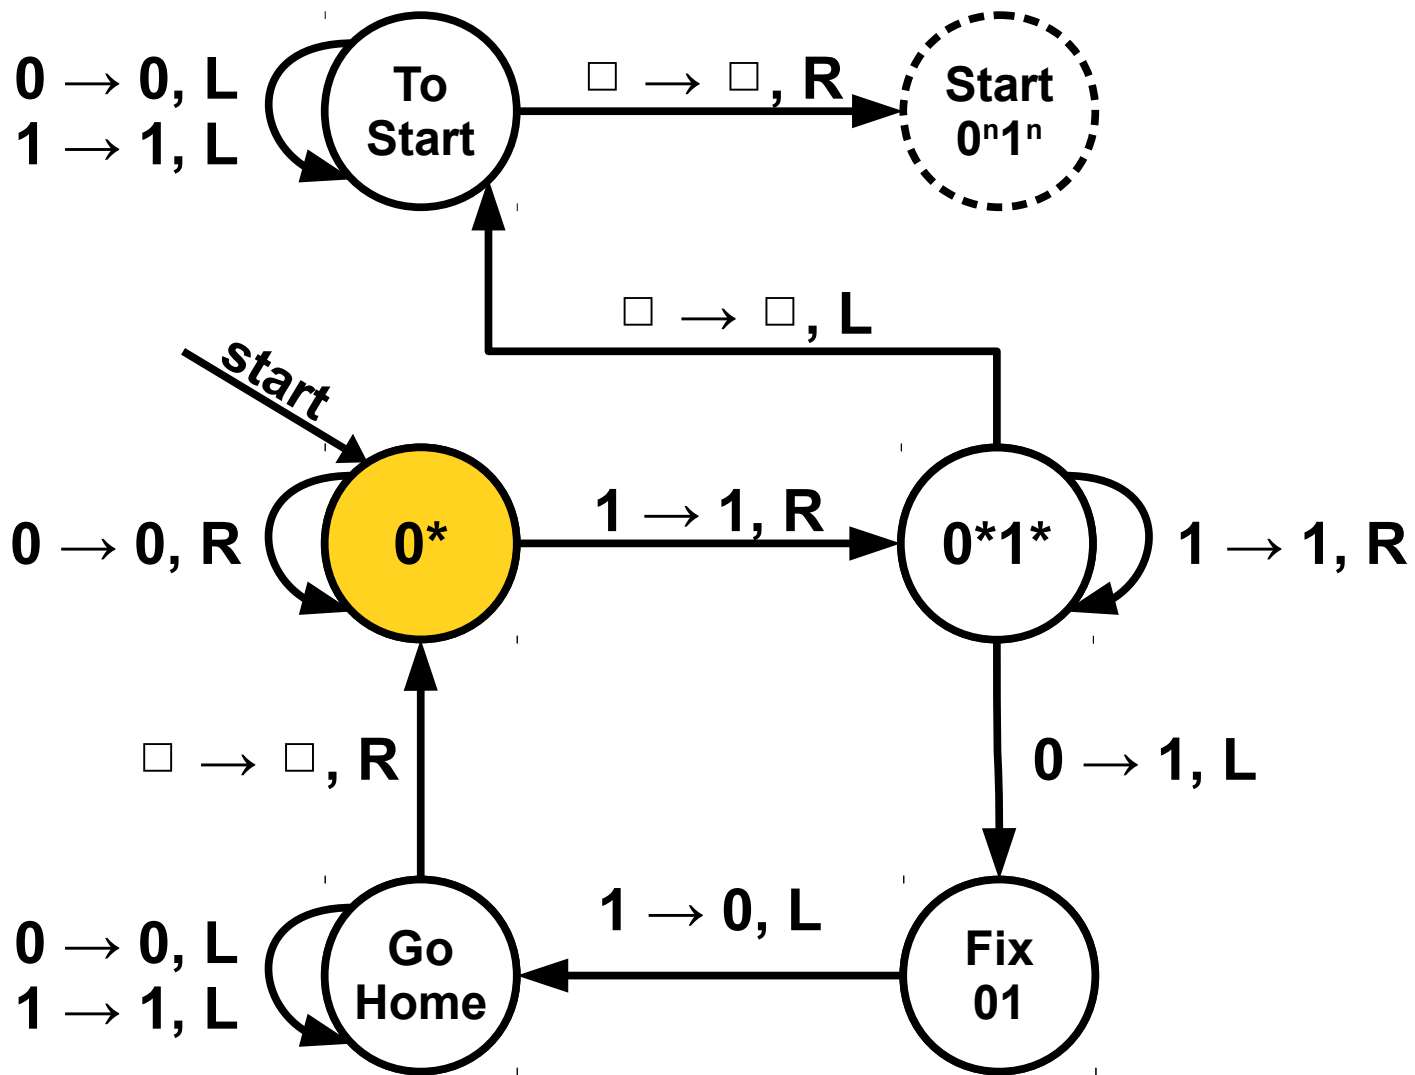 0 → 0, L
1 → 1, L
To
Start
□ → □, R
Start
0ⁿ1ⁿ
□ → □, L
start
0 → 0, R
0*
1 → 1, R
0*1*
1 → 1, R
□ → □, R
0 → 1, L
0 → 0, L
1 → 1, L
Go
Home
1 → 0, L
Fix
01